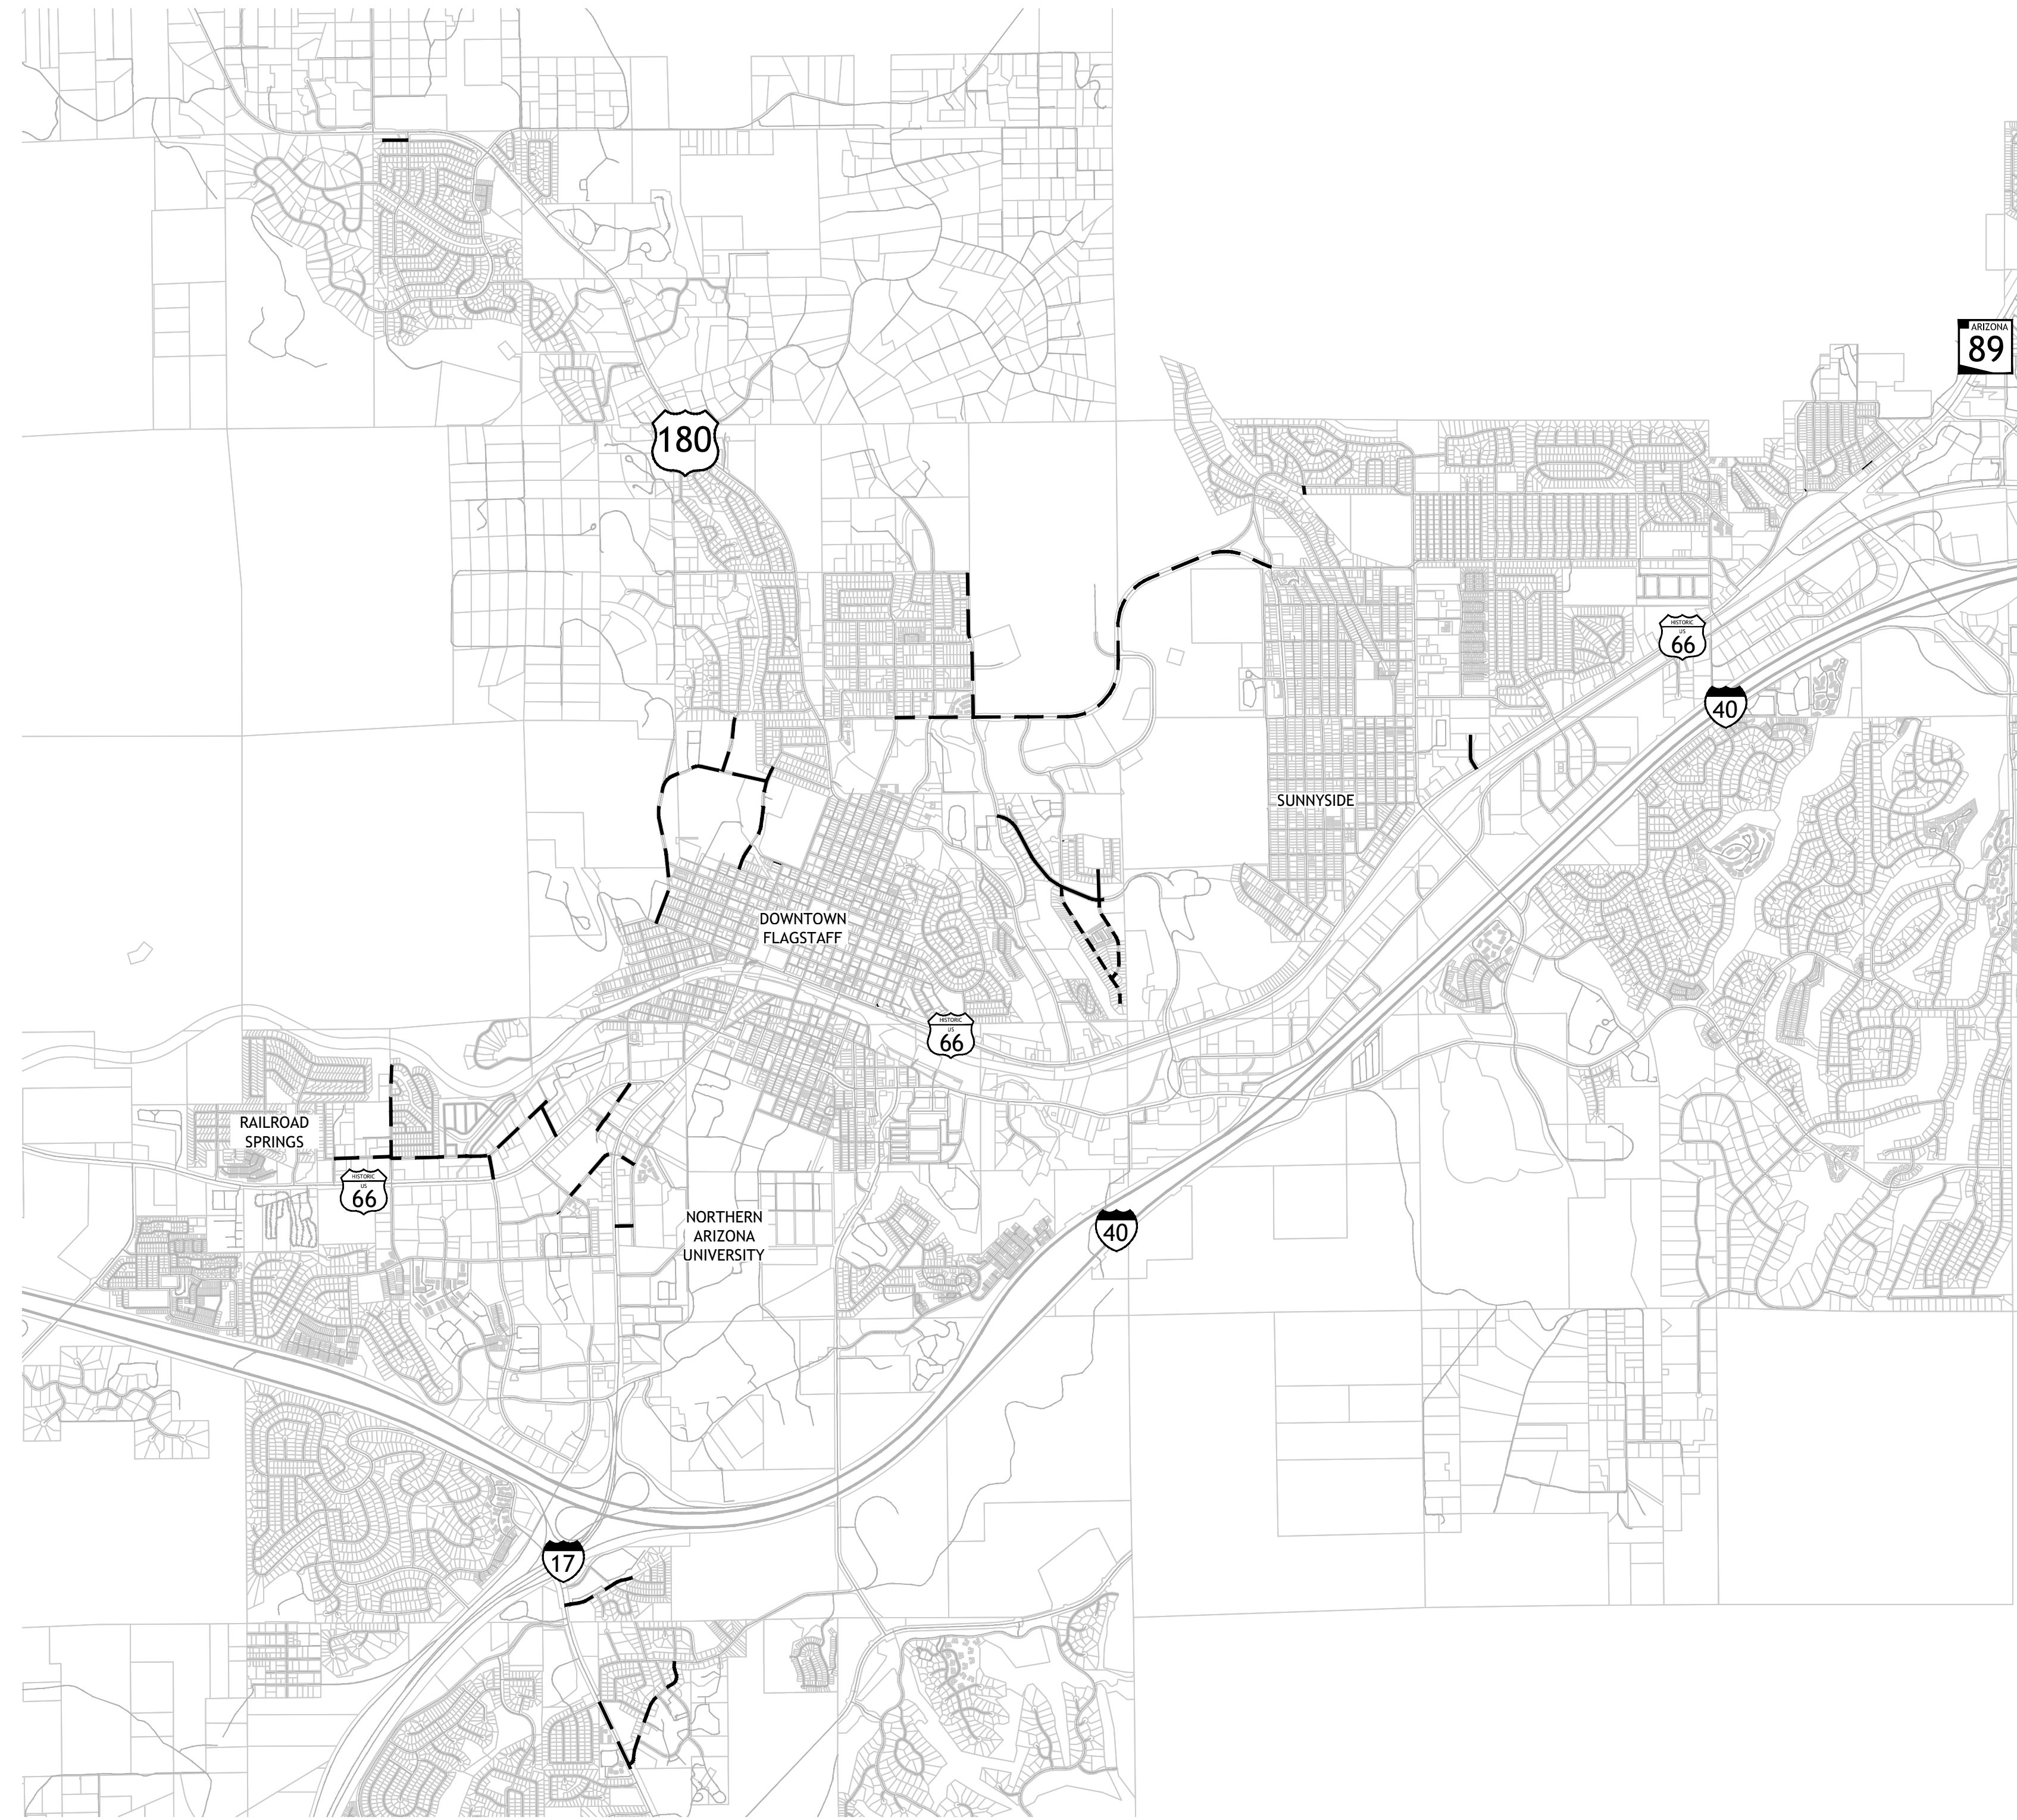 ARIZONA
89
180
HISTORIC
US
66
40
SUNNYSIDE
DOWNTOWN
FLAGSTAFF
HISTORIC
US
66
RAILROAD
SPRINGS
HISTORIC
US
66
NORTHERN
ARIZONA
UNIVERSITY
40
17